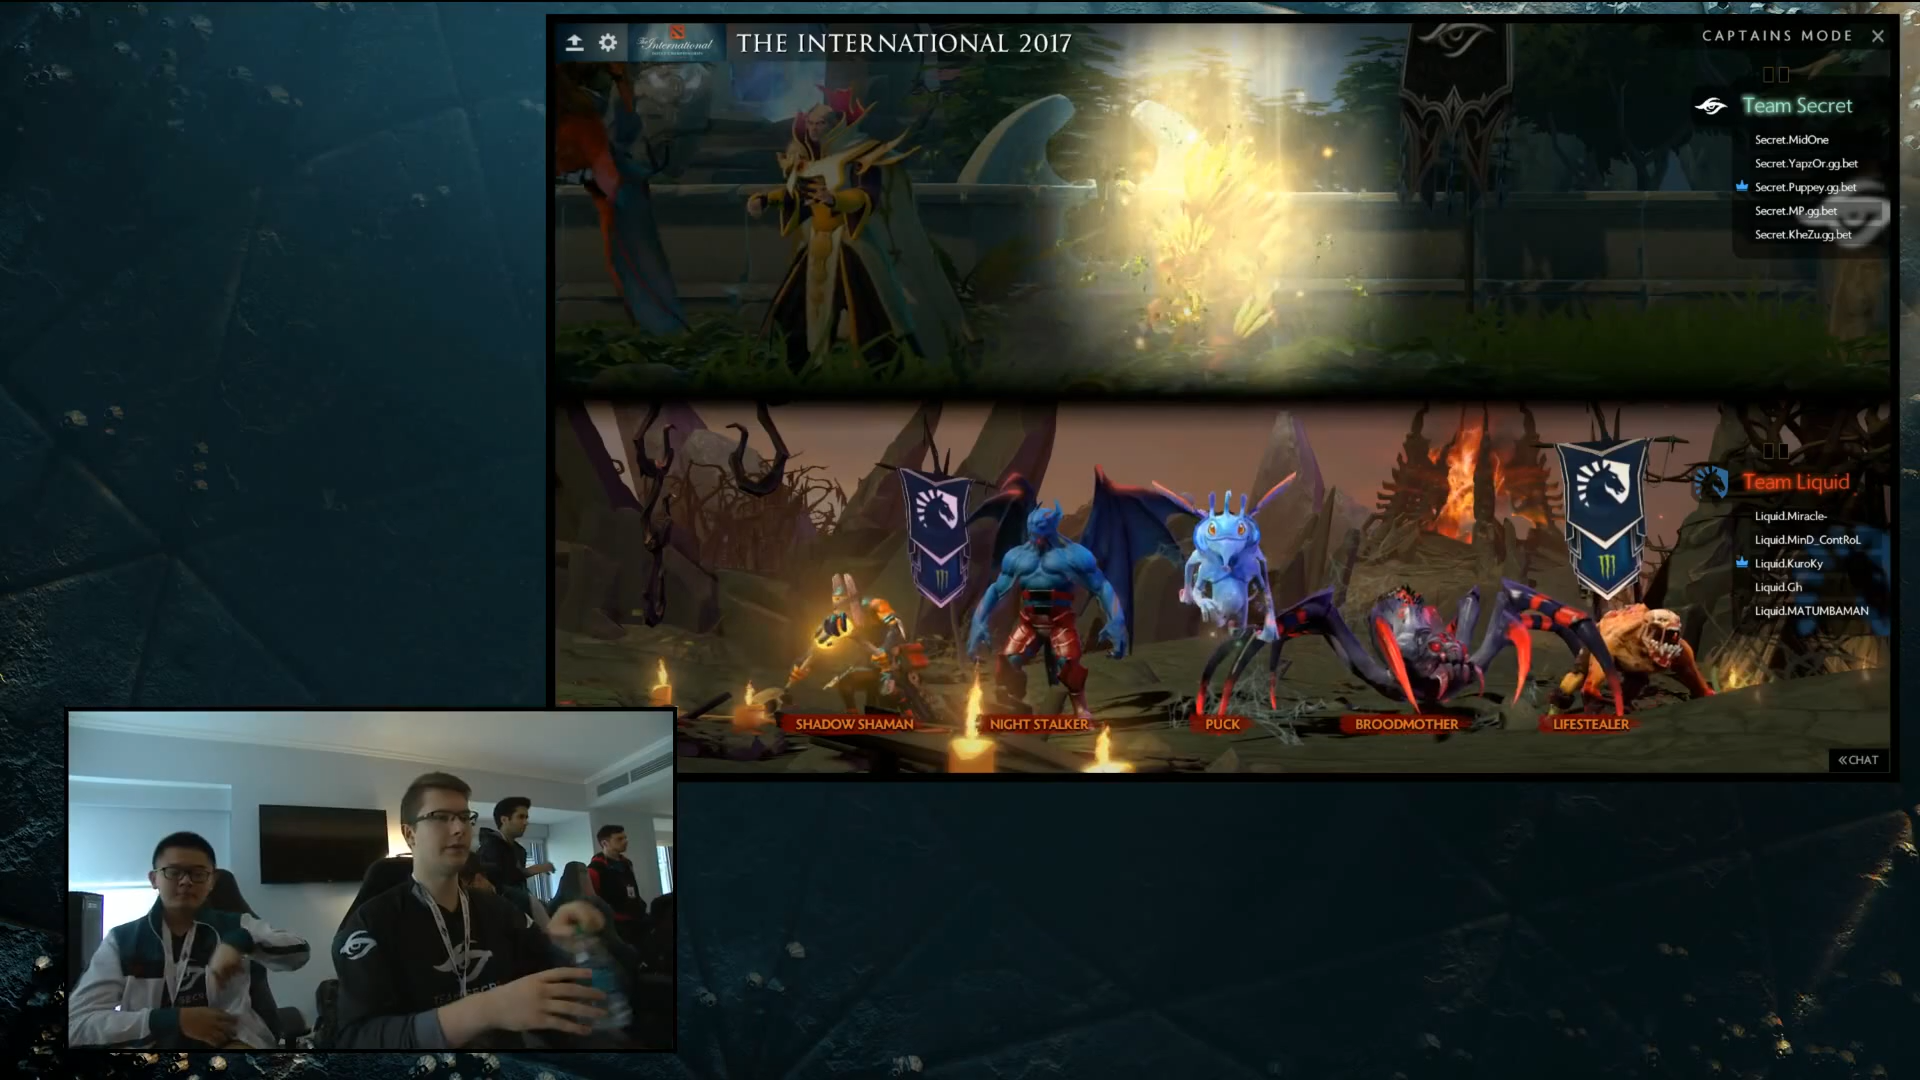 The International
THE INTERNATIONAL 2017
CAPTAINS MODE
Team Secret
Secret.MidOne
Secret.YapzOr.gg.bet
Secret.Puppey.gg.bet
Secret.MP.gg.bet
Secret.KheZu.gg.bet
Team Liquid
Liquid.Miracle-
Liquid.MinD_ContRoL
Liquid.KuroKy
Liquid.Gh
Liquid.MATUMBAMAN
SHADOW SHAMAN
NIGHT STALKER
PUCK
BROODMOTHER
LIFESTEALER
«CHAT